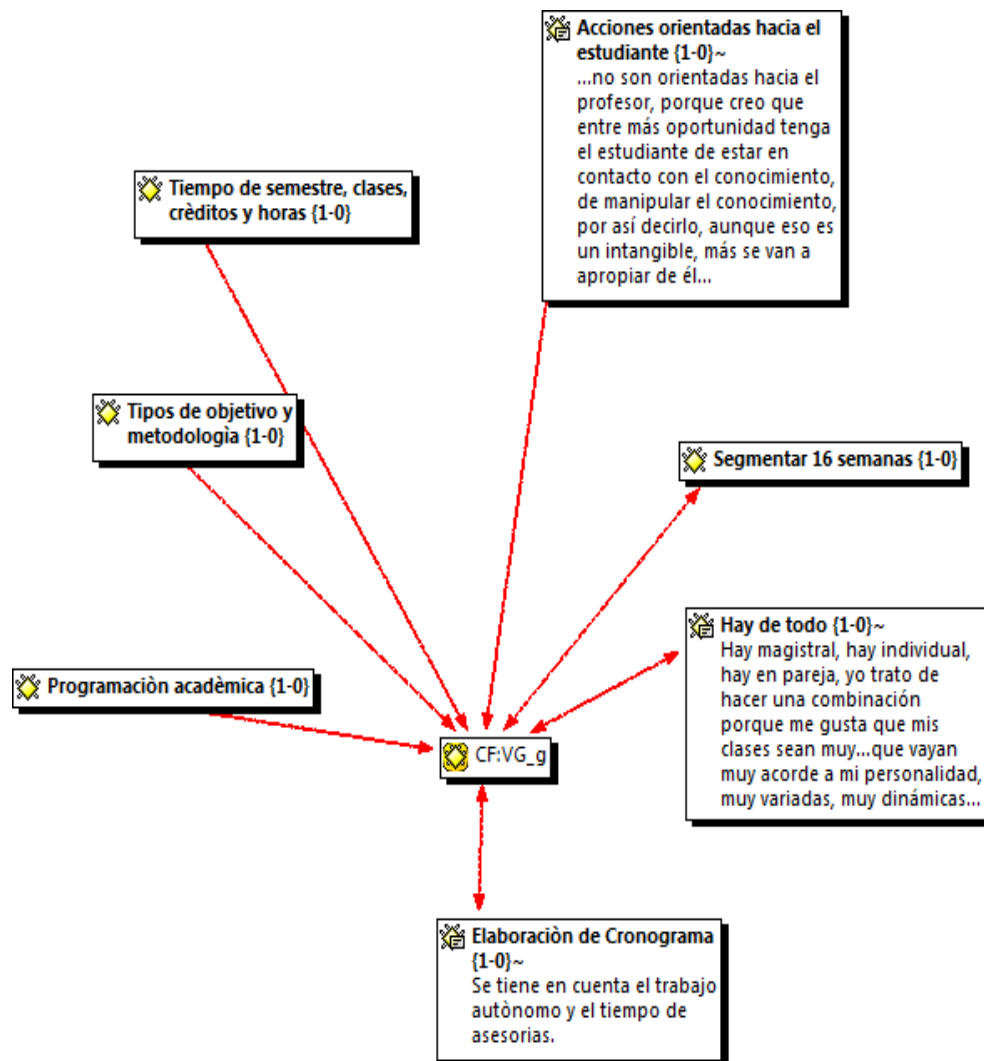 Acciones orientadas hacia el
estudiante {1-0}~
...no son orientadas hacia el
profesor, porque creo que
entre más oportunidad tenga
el estudiante de estar en
contacto con el conocimiento,
de manipular el conocimiento,
por así decirlo, aunque eso es
un intangible, más se van a
apropiar de él...
Tiempo de semestre, clases,
crèditos y horas {1-0}
Tipos de objetivo y
metodologìa {1-0}
Segmentar 16 semanas {1-0}
Hay de todo {1-0}~
Hay magistral, hay individual,
hay en pareja, yo trato de
hacer una combinación
porque me gusta que mis
clases sean muy...que vayan
muy acorde a mi personalidad,
muy variadas, muy dinámicas...
Programaciòn acadèmica {1-0}
CF:VG_g
Elaboraciòn de Cronograma
{1-0}~
Se tiene en cuenta el trabajo
autònomo y el tiempo de
asesorias.